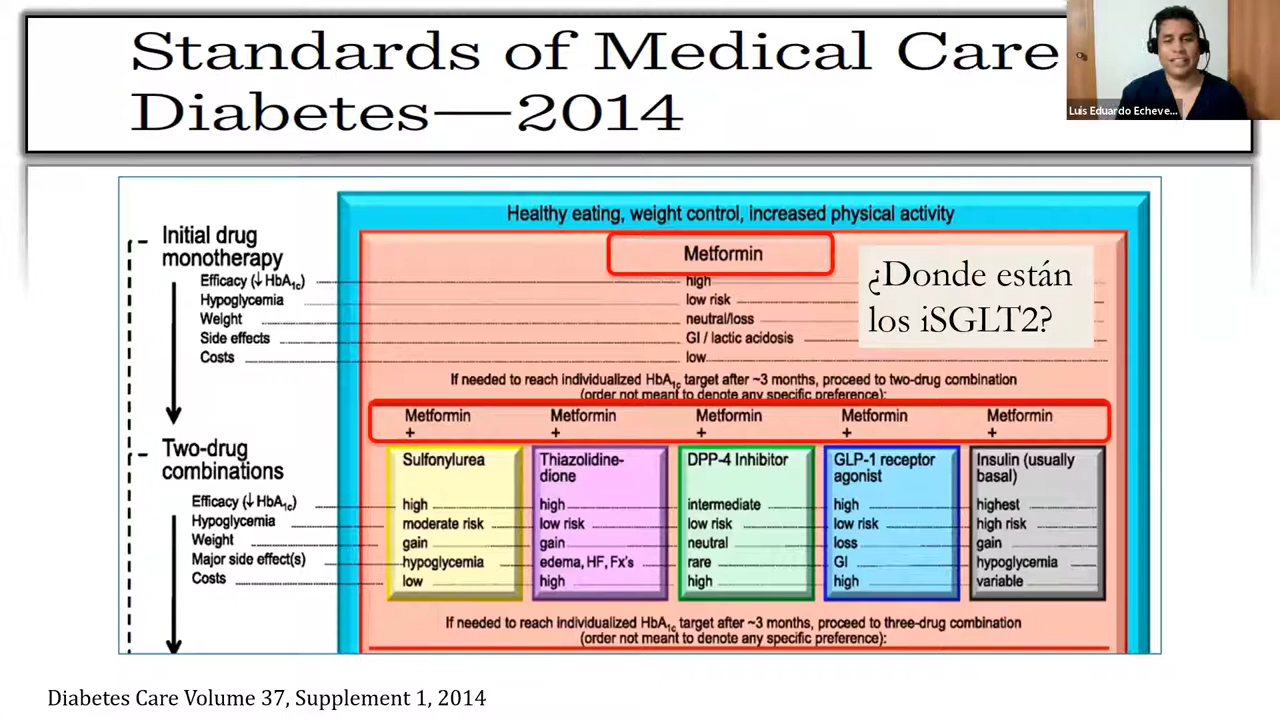 Standards of Medical Care
Diabetes—2014
Luis Eduardo Echeve...
Healthy eating, weight control, increased physical activity
Initial drug
monotherapy
Metformin
¿Donde están
los iSGLT2?
Efficacy (↓ HbA1c) high
Hypoglycemia low risk
Weight neutral/loss
Side effects GI / lactic acidosis
Costs low
If needed to reach individualized HbA1c target after ~3 months, proceed to two-drug combination
(order not meant to denote any specific preference):
Metformin Metformin Metformin Metformin Metformin
+ + + + +
Two-drug
combinations
Sulfonylurea
Thiazolidine-
dione
DPP-4 Inhibitor
GLP-1 receptor
agonist
Insulin (usually
basal)
Efficacy (↓ HbA1c) high high intermediate high highest
Hypoglycemia moderate risk low risk low risk low risk high risk
Weight gain gain neutral loss gain
Major side effect(s) hypoglycemia edema, HF, Fx's rare GI hypoglycemia
Costs low high high high variable
If needed to reach individualized HbA1c target after ~3 months, proceed to three-drug combination
(order not meant to denote any specific preference):
Diabetes Care Volume 37, Supplement 1, 2014